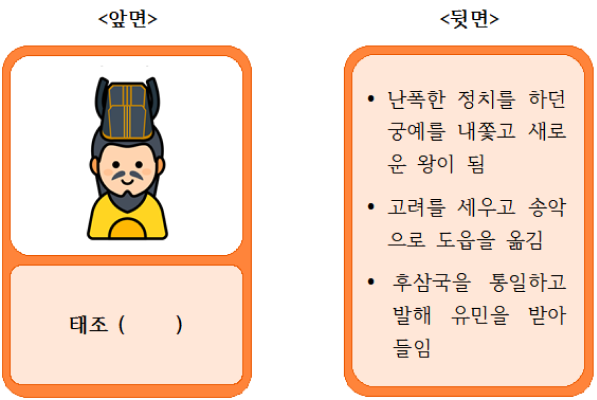 <앞면>
태조 (      )
<뒷면>
• 난폭한 정치를 하던
궁예를 내쫓고 새로
운 왕이 됨
• 고려를 세우고 송악
으로 도읍을 옮김
• 후삼국을 통일하고
발해 유민을 받아
들임